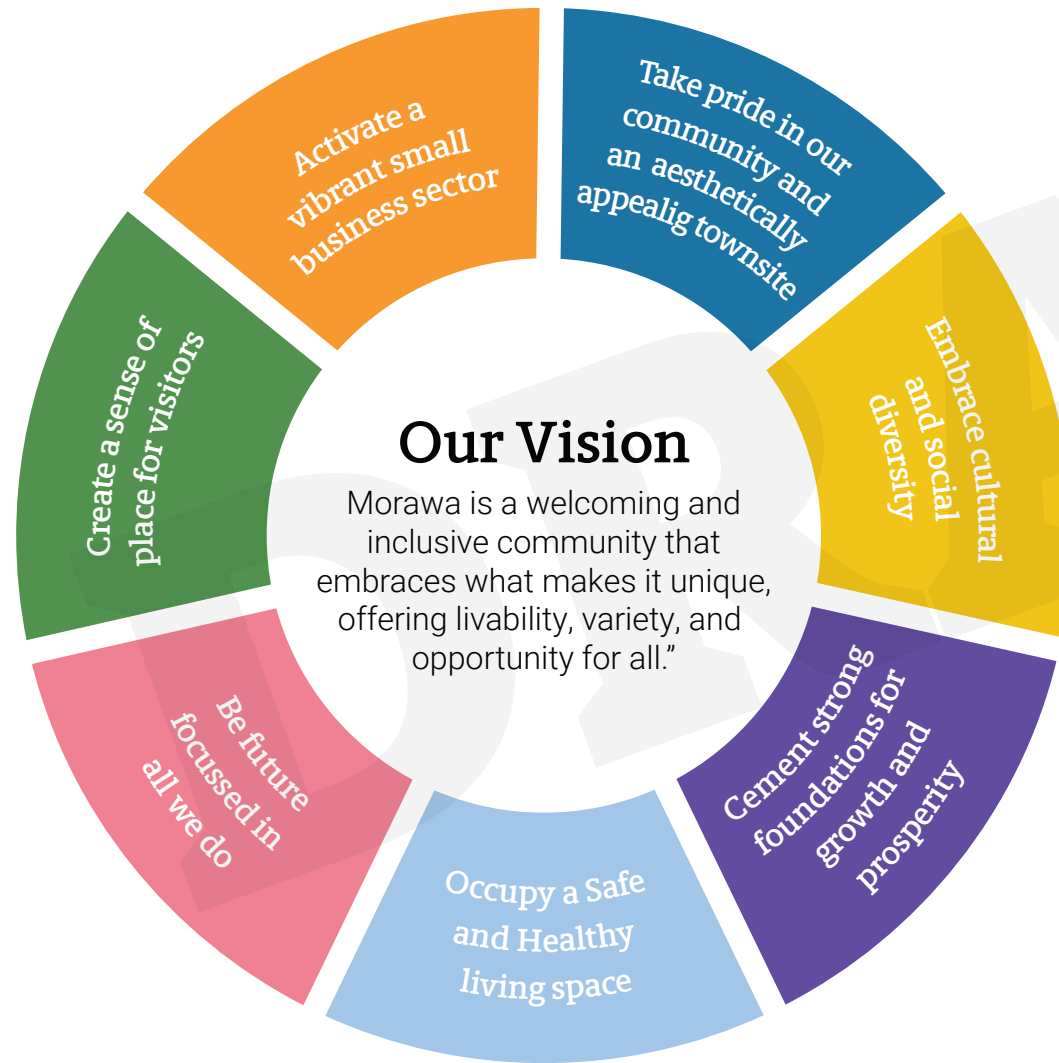 Activate a
vibrant small
business sector
Take pride in our
community and
an aesthetically
appealig townsite
Embrace cultural
and social
diversity
Cement strong
foundations for
growth and
prosperity
Occupy a Safe
and Healthy
living space
Be future
focussed in
all we do
Create a sense of
place for visitors
Our Vision
Morawa is a welcoming and
inclusive community that
embraces what makes it unique,
offering livability, variety, and
opportunity for all.”
DRA